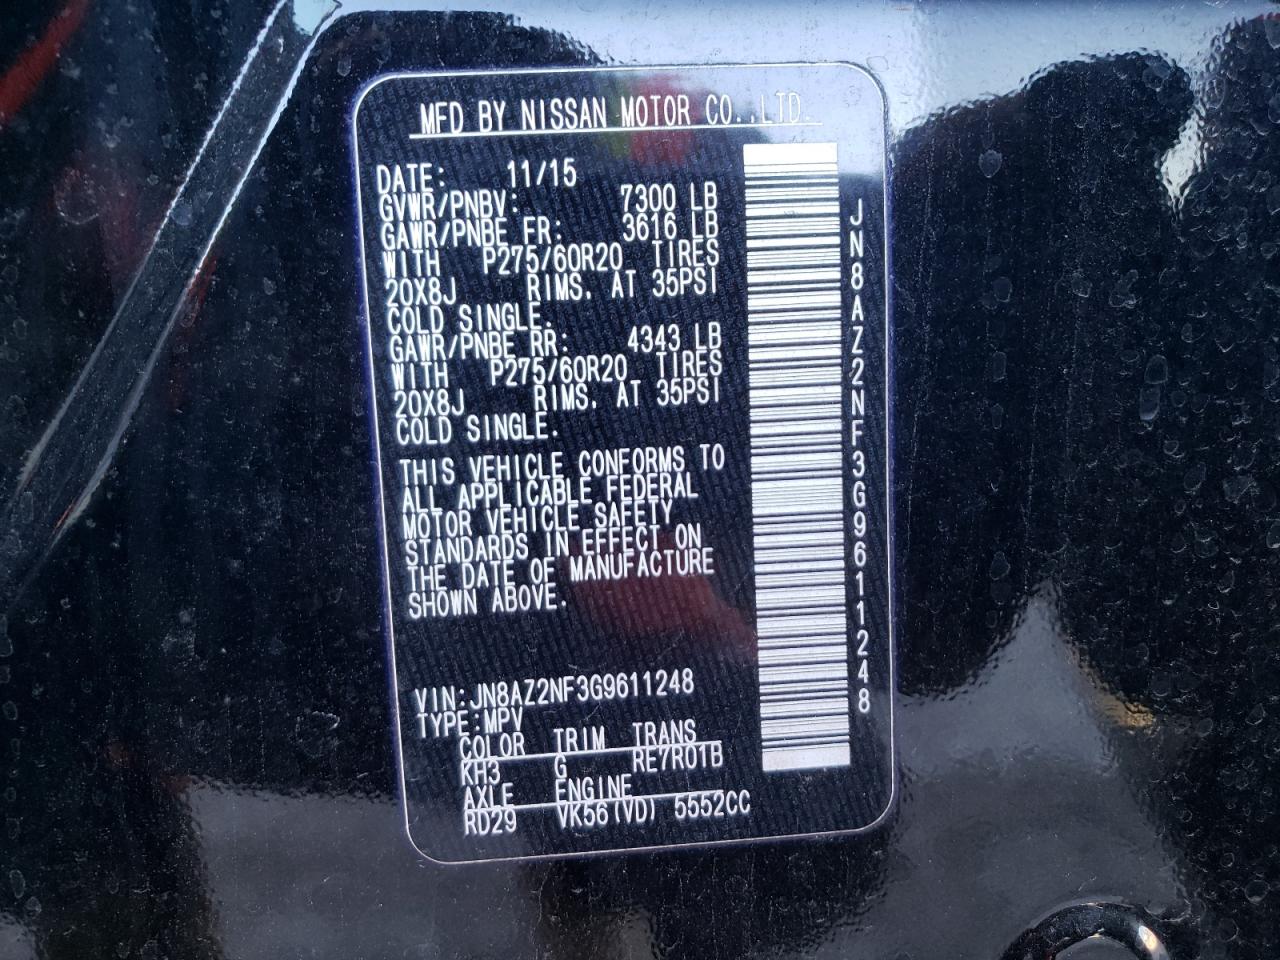 MFD BY NISSAN MOTOR CO.,LTD.
DATE: 11/15
GVWR/PNBV: 7300 LB
GAWR/PNBE FR: 3616 LB
WITH P275/60R20 TIRES
20X8J RIMS. AT 35PSI
COLD SINGLE.
GAWR/PNBE RR: 4343 LB
WITH P275/60R20 TIRES
20X8J RIMS. AT 35PSI
COLD SINGLE.
THIS VEHICLE CONFORMS TO
ALL APPLICABLE FEDERAL
MOTOR VEHICLE SAFETY
STANDARDS IN EFFECT ON
THE DATE OF MANUFACTURE
SHOWN ABOVE.
VIN:JN8AZ2NF3G9611248
TYPE:MPV
COLOR TRIM TRANS
KH3 G RE7R01B
AXLE ENGINE
RD29 VK56(VD) 5552CC
JN8AZ2NF3G9611248